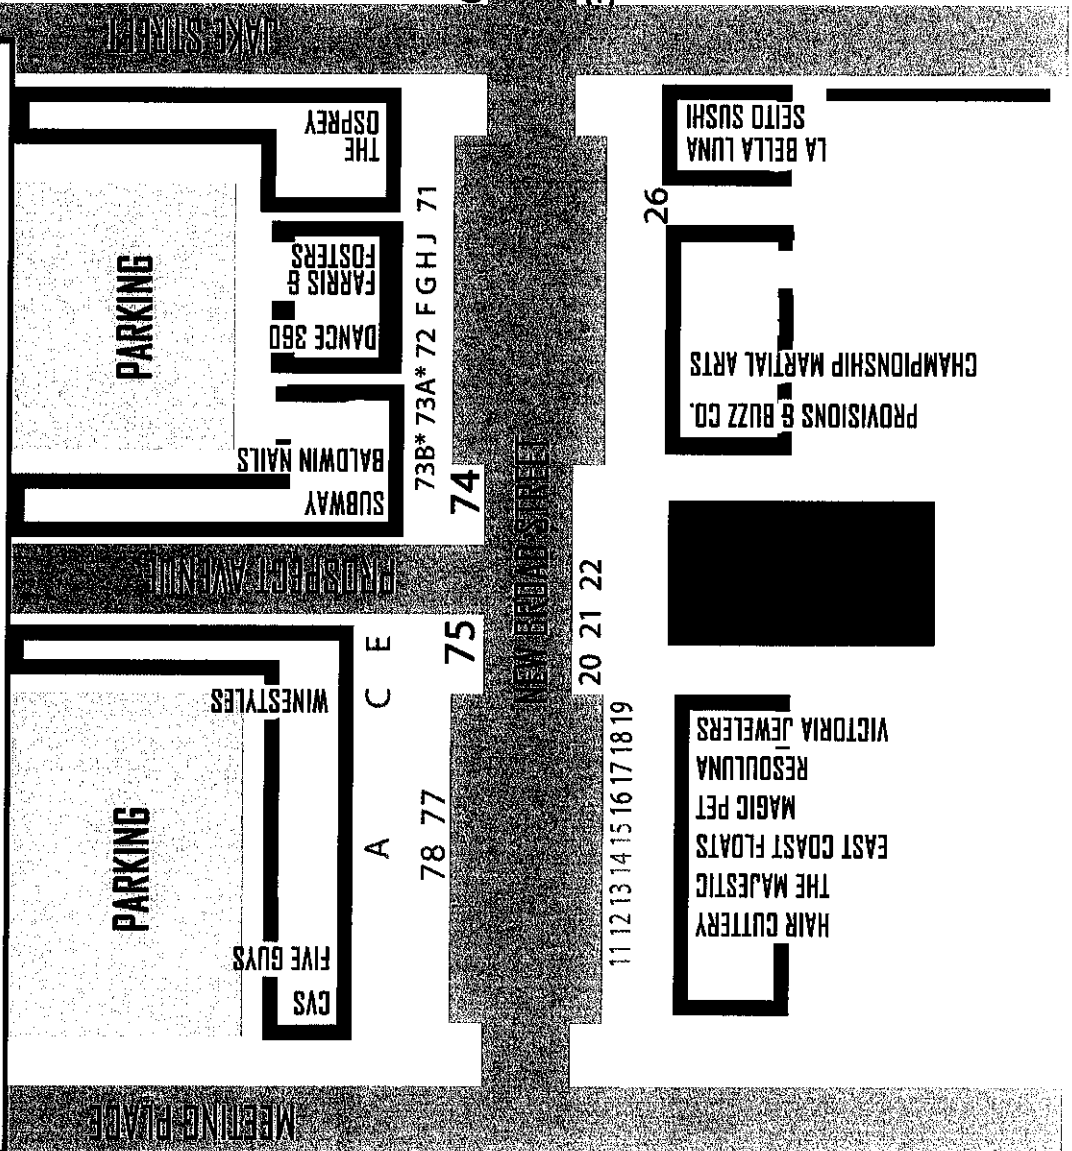 JAKE STREET
THE
OSPREY
71
FARRIS &
FOSTERS
DANCE 360
F G H J
72
73A*
73B*
BALDWIN NAILS
SUBWAY
PARKING
74
PROSPECT AVENUE
NEW BROAD STREET
LA BELLA LUNA
SEITO SUSHI
26
CHAMPIONSHIP MARTIAL ARTS
PROVISIONS & BUZZ CO.
20 21 22
75
A C E
WINESTYLES
PARKING
78 77
FIVE GUYS
CVS
11 12 13 14 15 16 17 18 19
VICTORIA JEWELERS
RESOULUNA
MAGIC PET
EAST COAST FLOATS
THE MAJESTIC
HAIR CUTTERY
MEETING PLACE